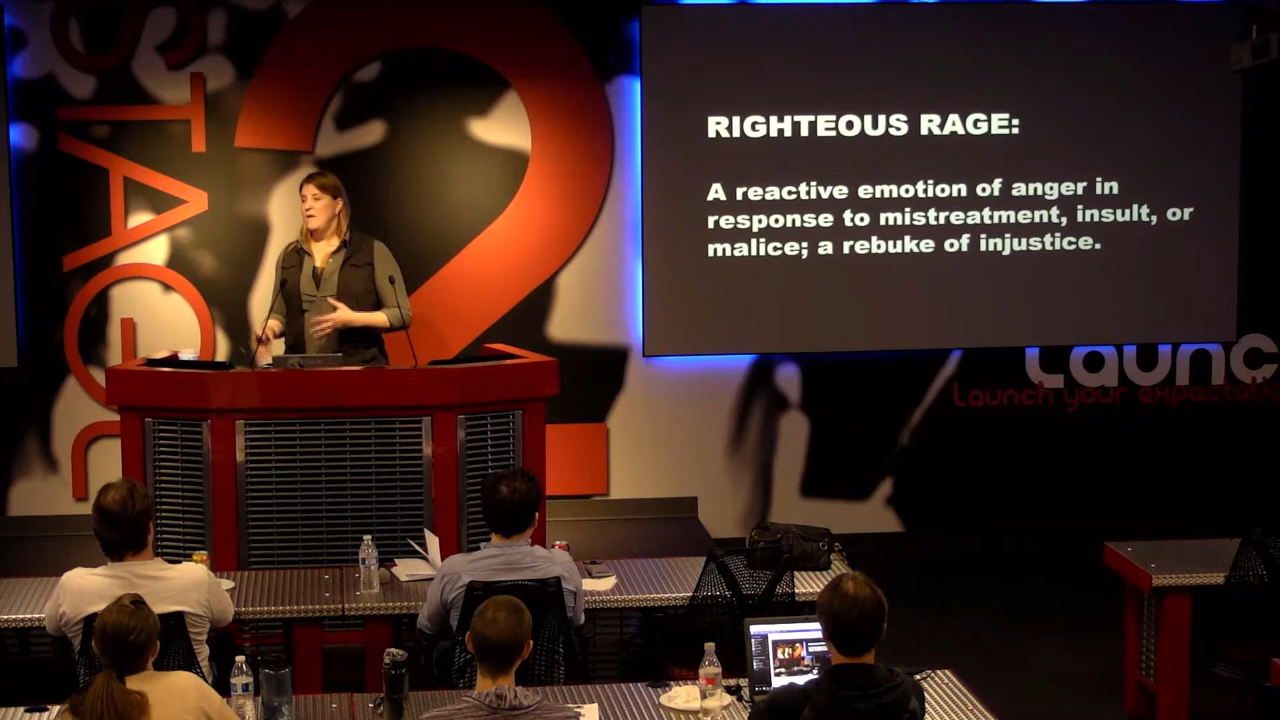 STAGE
2
RIGHTEOUS RAGE:
A reactive emotion of anger in
response to mistreatment, insult, or
malice; a rebuke of injustice.
Launc
Launch your expectati